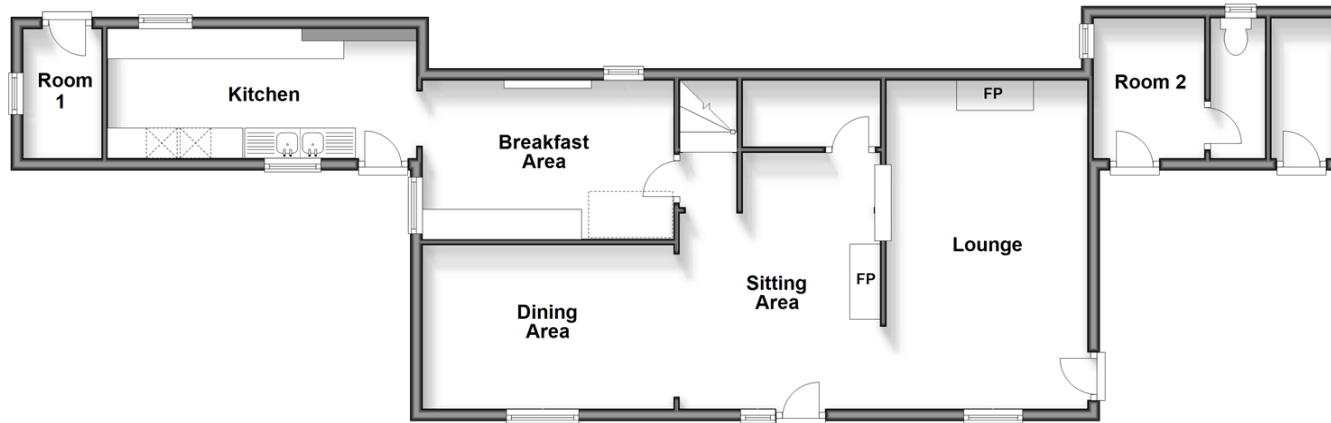 Room
1
Kitchen
Breakfast
Area
FP
Room 2
Lounge
Sitting
Area
FP
Dining
Area